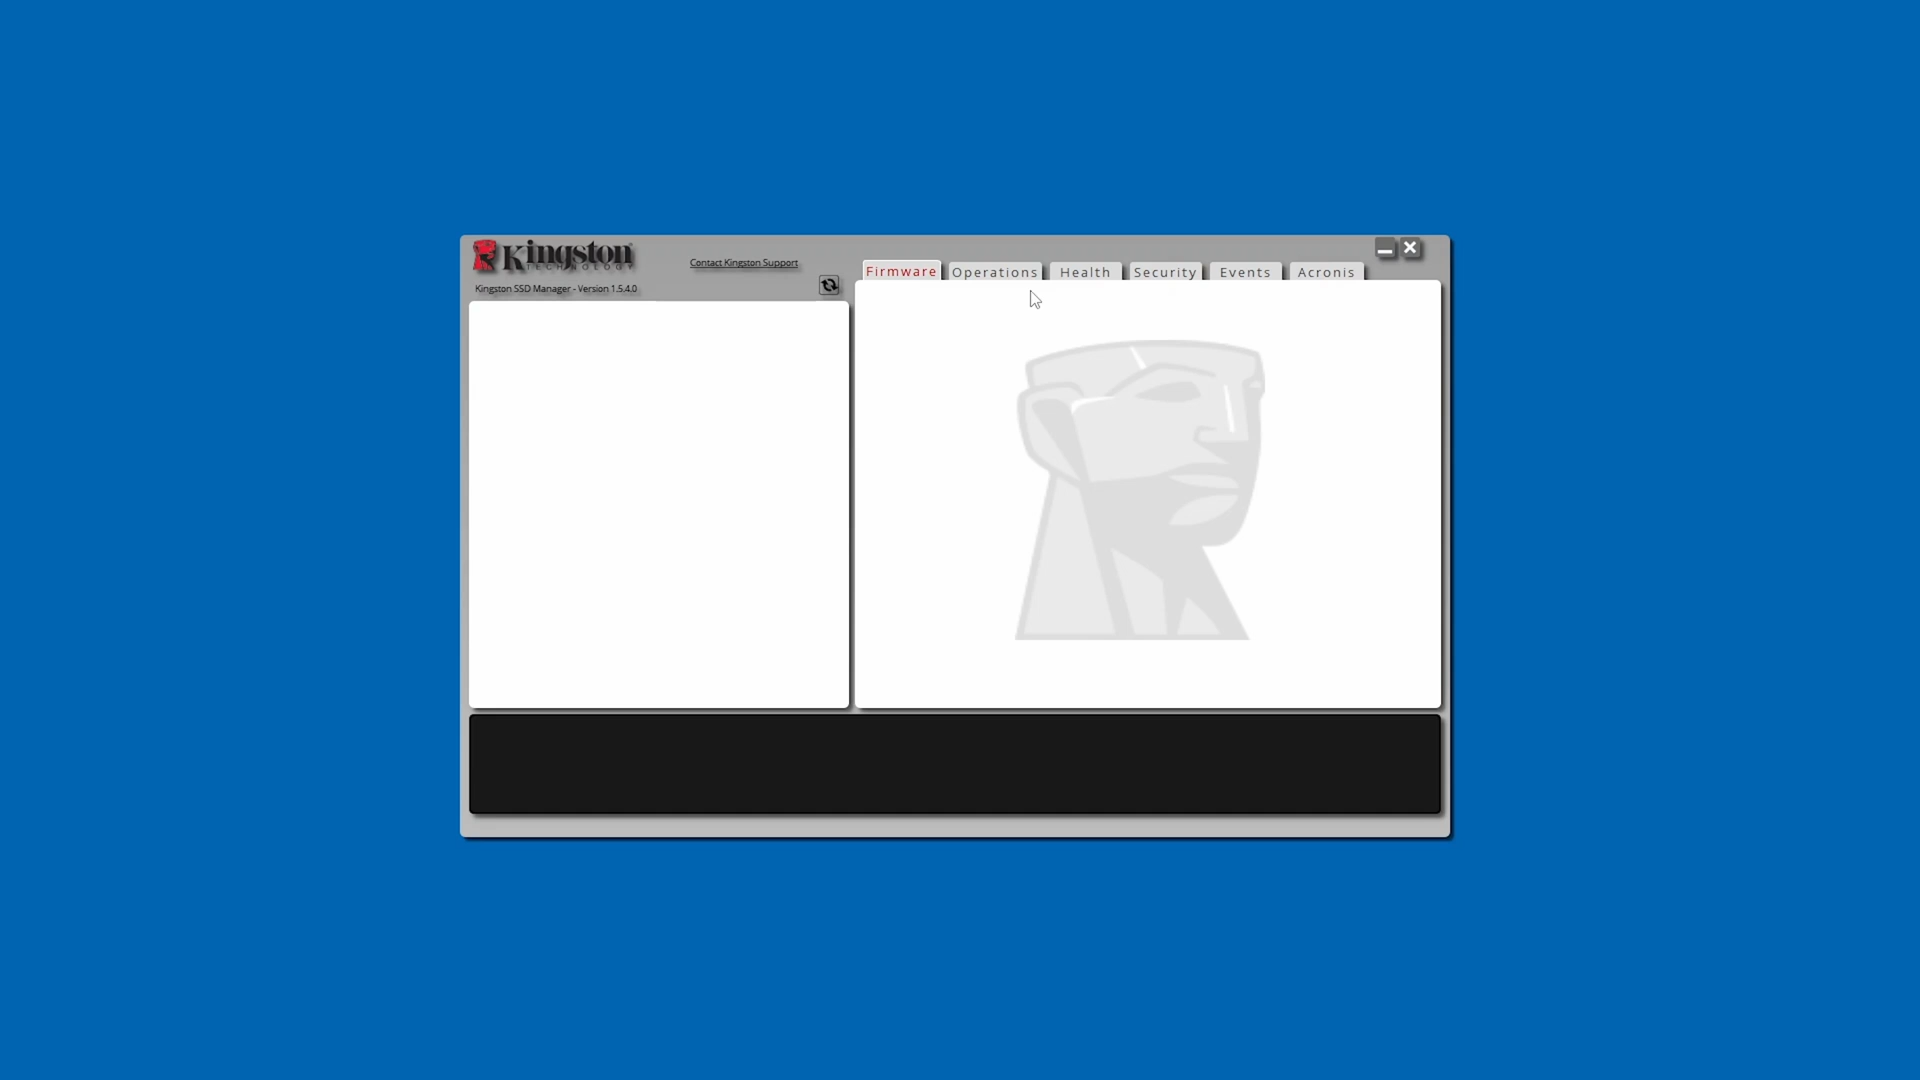 Kingston
TECHNOLOGY
Contact Kingston Support
Kingston SSD Manager - Version 1.5.4.0
Firmware
Operations
Health
Security
Events
Acronis